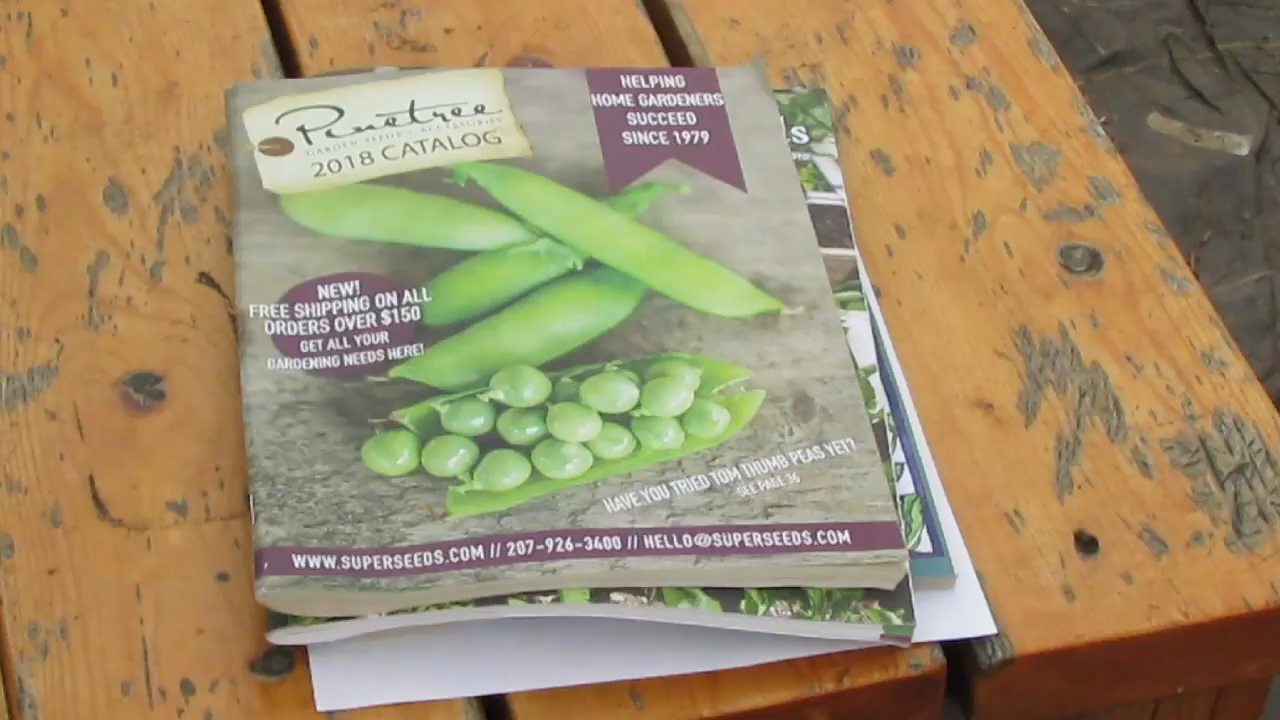 Pinetree
GARDEN SEEDS & ACCESSORIES
2018 CATALOG
HELPING
HOME GARDENERS
SUCCEED
SINCE 1979
NEW!
FREE SHIPPING ON ALL
ORDERS OVER $150
GET ALL YOUR
GARDENING NEEDS HERE!
HAVE YOU TRIED TOM THUMB PEAS YET?
SEE PAGE 36
WWW.SUPERSEEDS.COM // 207-926-3400 // HELLO@SUPERSEEDS.COM